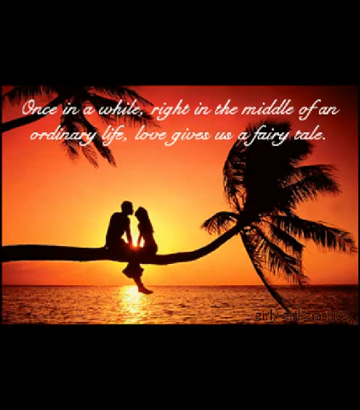 Once in a while, right in the middle of an
ordinary life, love gives us a fairy tale.